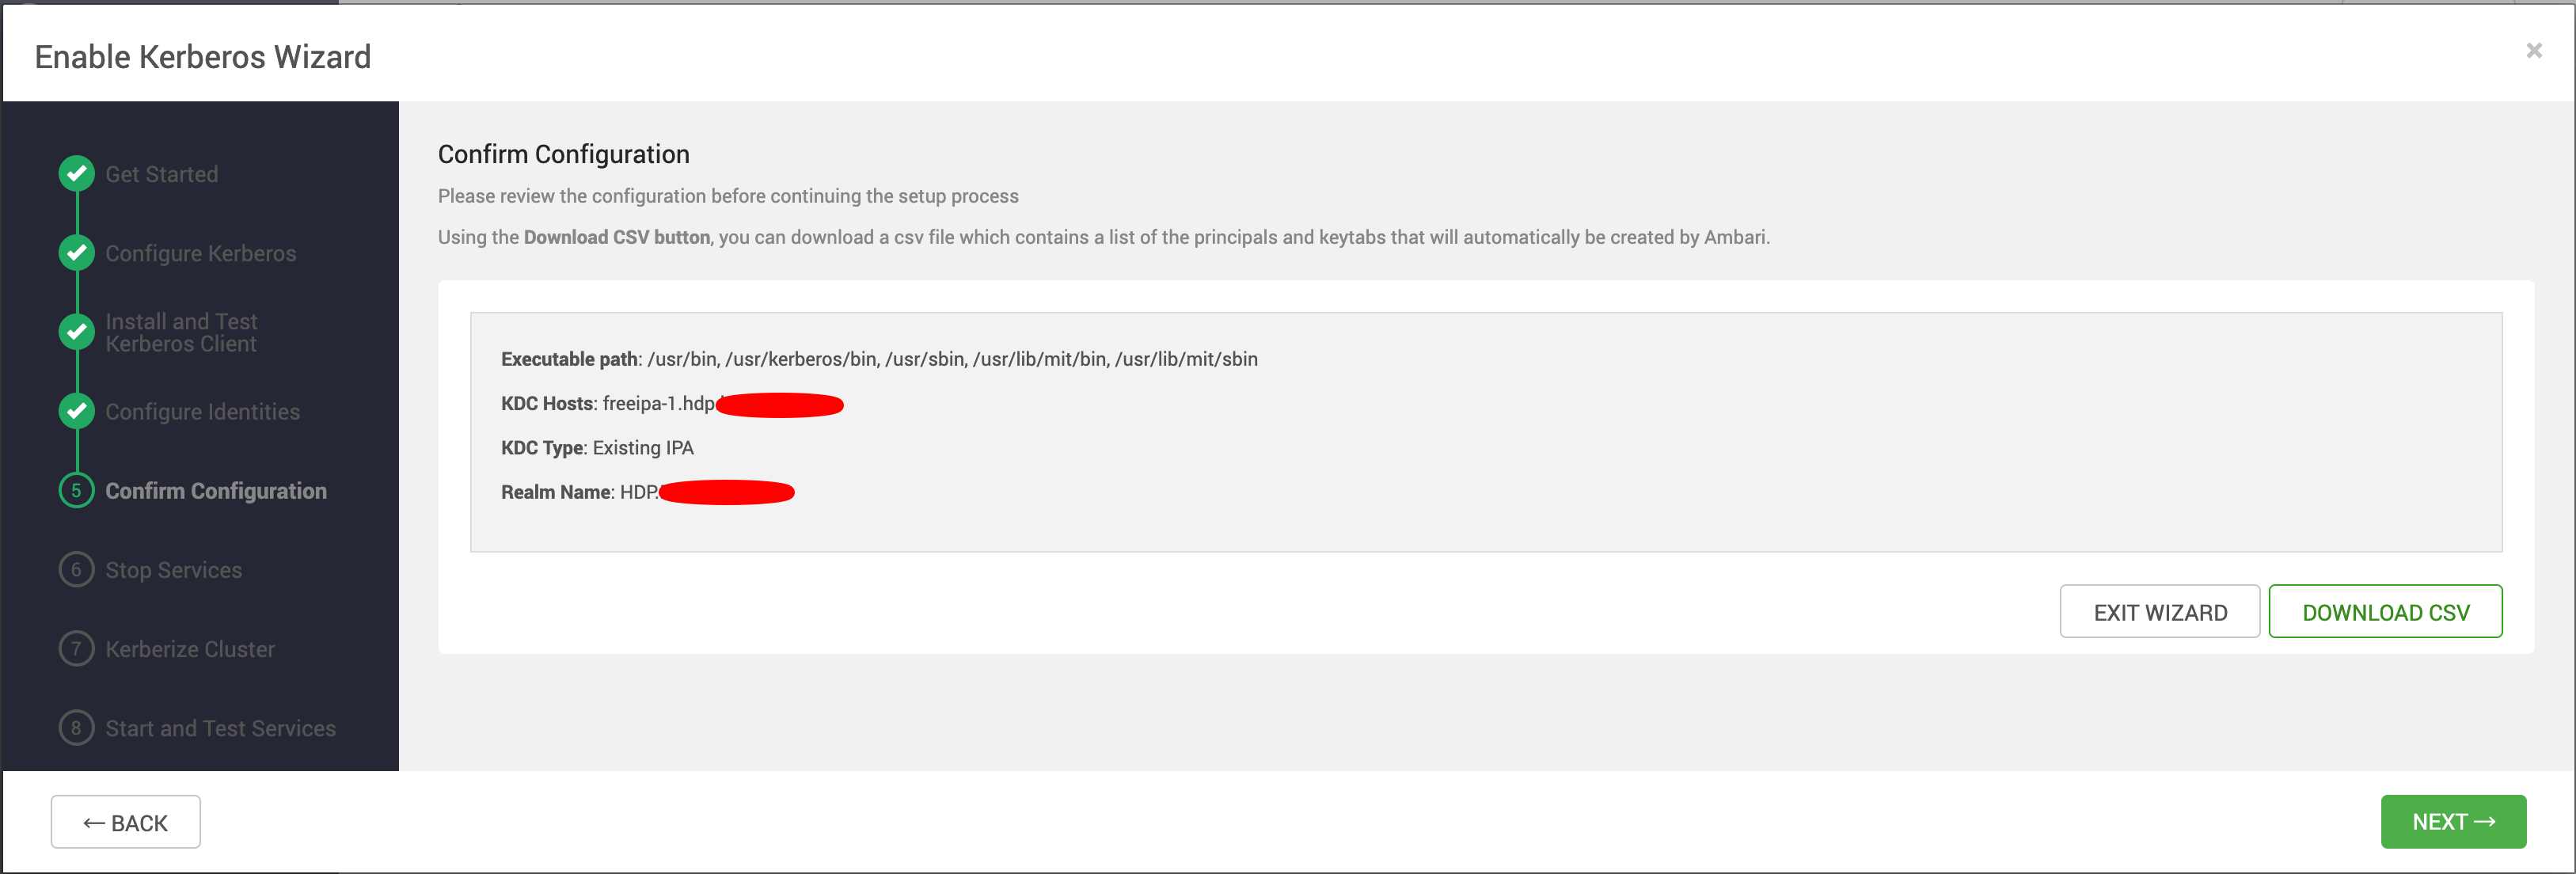 Enable Kerberos Wizard
×
Get Started
Configure Kerberos
Install and Test
Kerberos Client
Configure Identities
5 Confirm Configuration
6 Stop Services
7 Kerberize Cluster
8 Start and Test Services
Confirm Configuration
Please review the configuration before continuing the setup process
Using the Download CSV button, you can download a csv file which contains a list of the principals and keytabs that will automatically be created by Ambari.
Executable path: /usr/bin, /usr/kerberos/bin, /usr/sbin, /usr/lib/mit/bin, /usr/lib/mit/sbin
KDC Hosts: freeipa-1.hdp
KDC Type: Existing IPA
Realm Name: HDP.
EXIT WIZARD
DOWNLOAD CSV
← BACK
NEXT →